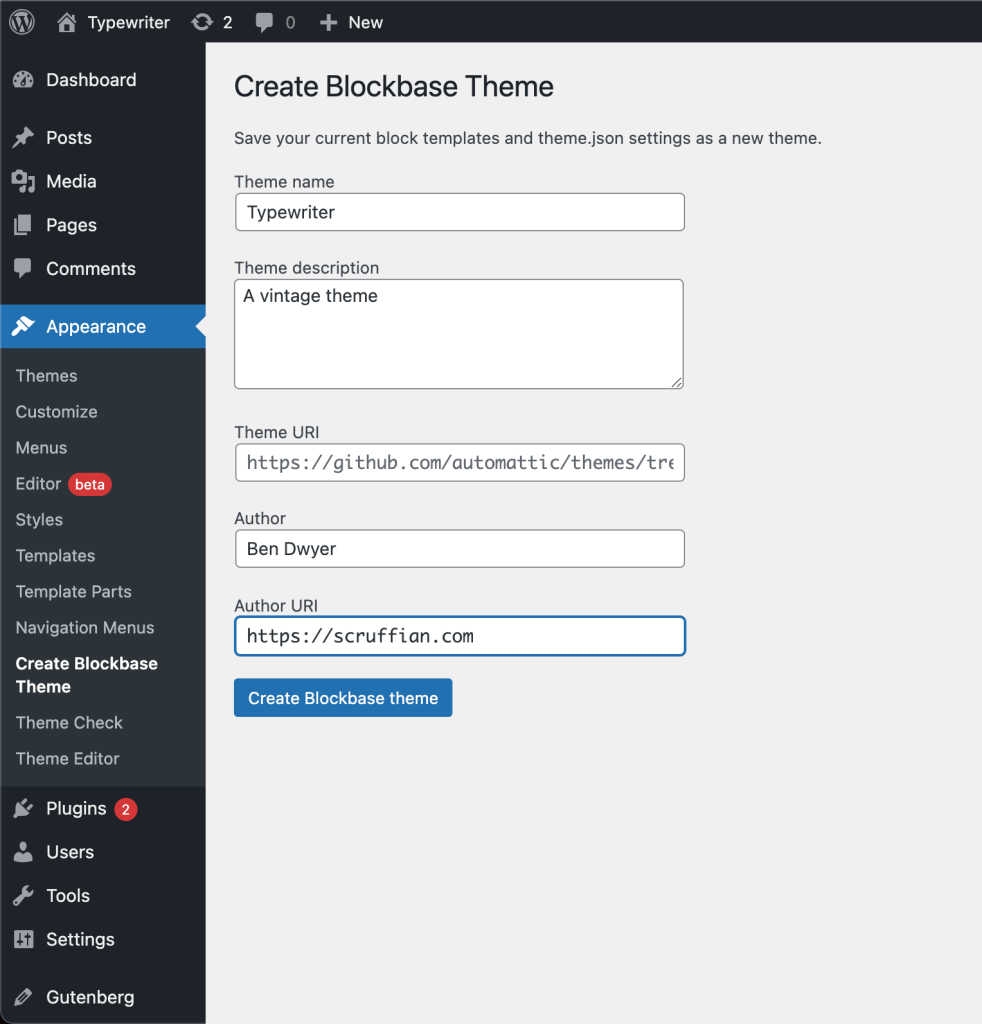 Typewriter 2 0 New
Dashboard
Posts
Media
Pages
Comments
Appearance
Themes
Customize
Menus
Editor beta
Styles
Templates
Template Parts
Navigation Menus
Create Blockbase
Theme
Theme Check
Theme Editor
Plugins 2
Users
Tools
Settings
Gutenberg
Create Blockbase Theme
Save your current block templates and theme.json settings as a new theme.
Theme name
Typewriter
Theme description
A vintage theme
Theme URI
https://github.com/automattic/themes/tre
Author
Ben Dwyer
Author URI
https://scruffian.com
Create Blockbase theme